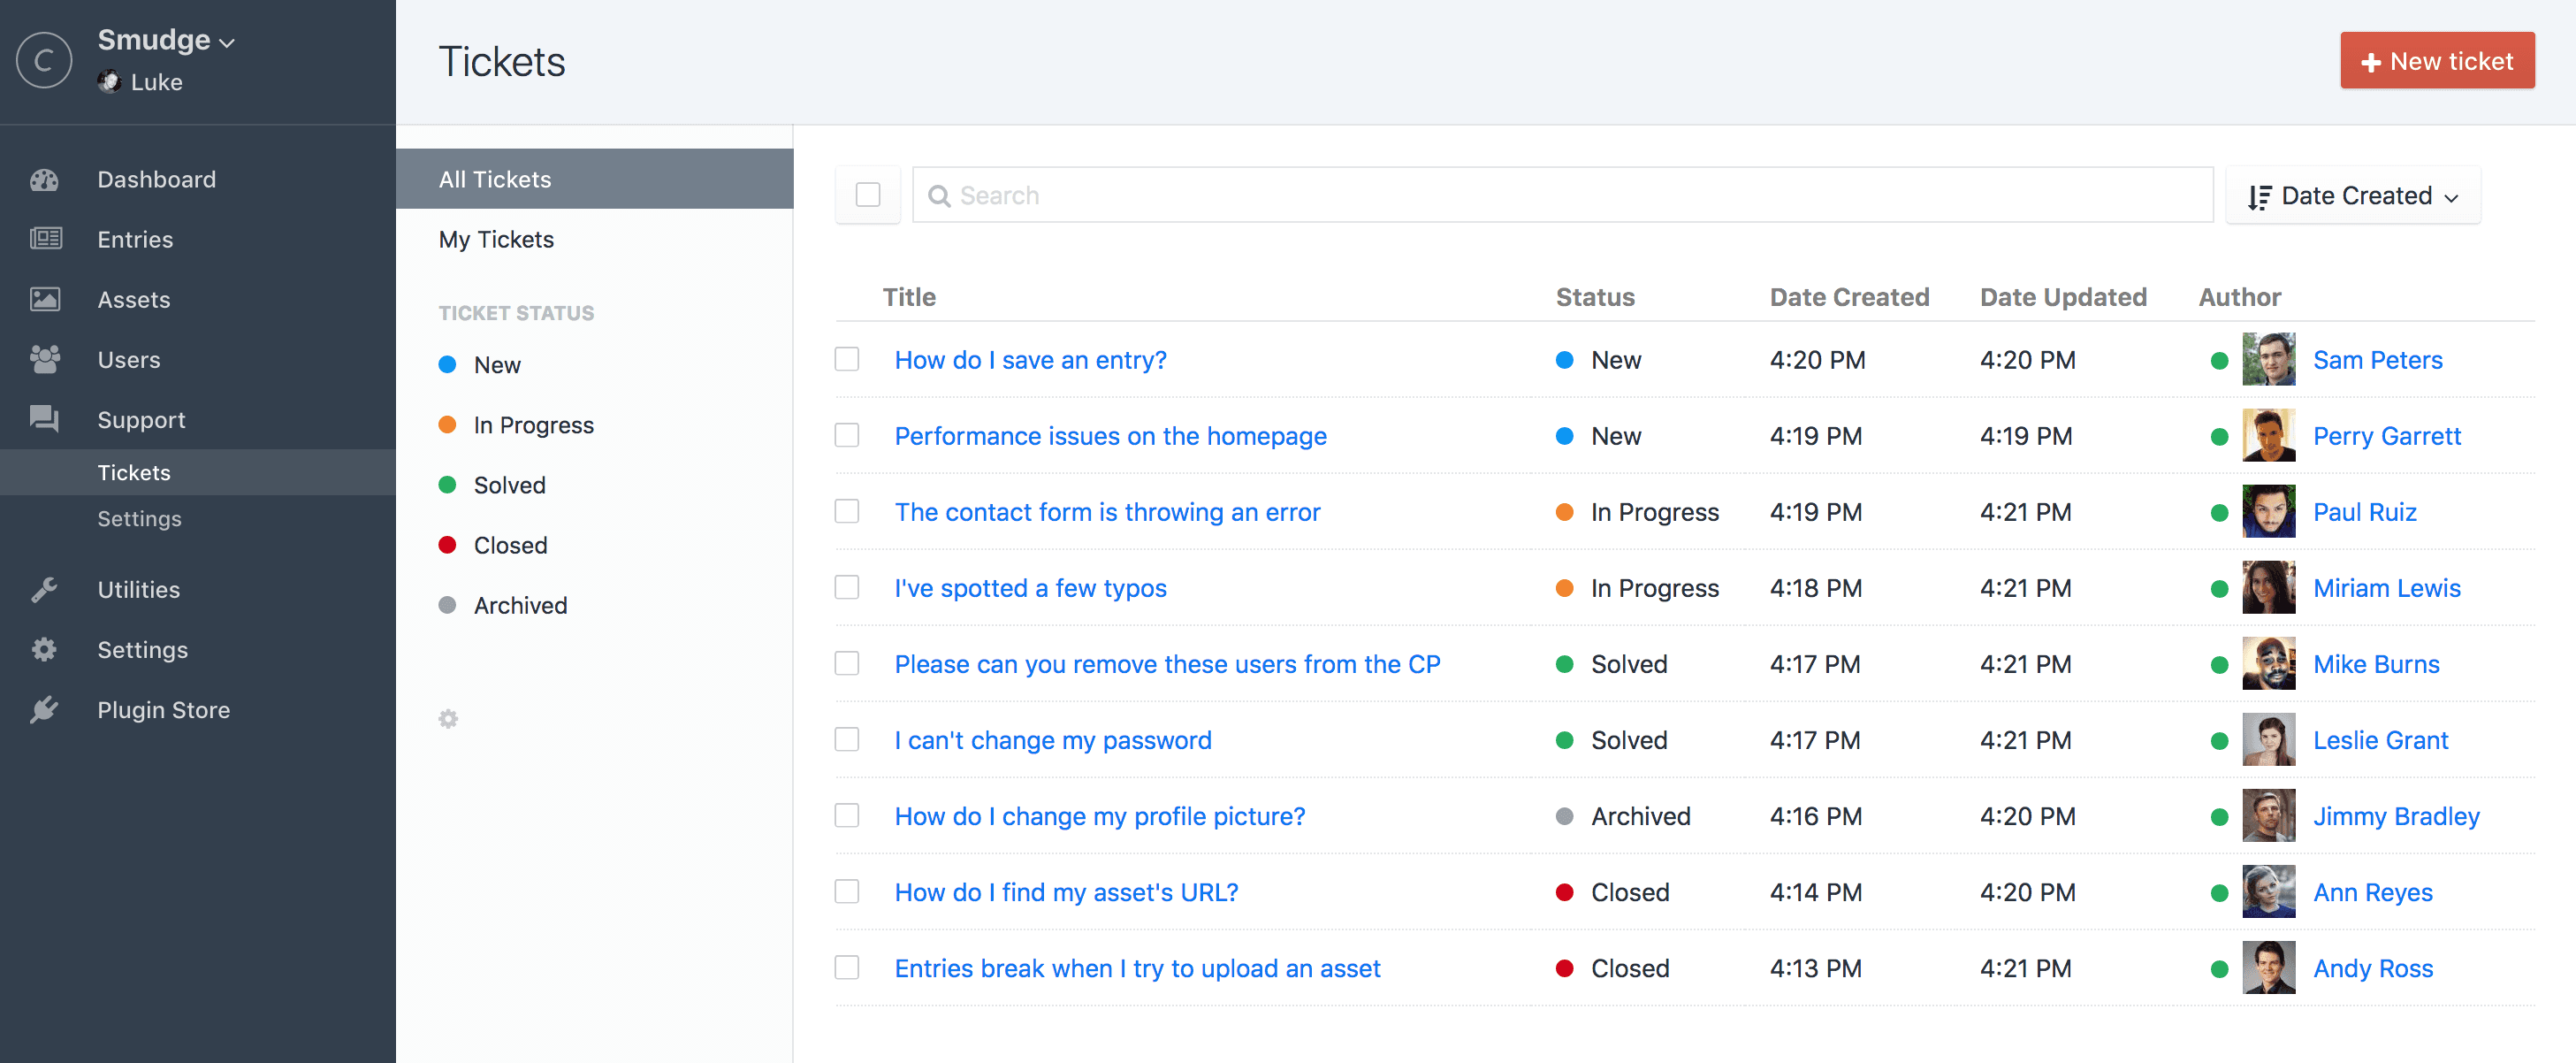 C
Smudge
Luke
Dashboard
Entries
Assets
Users
Support
Tickets
Settings
Utilities
Settings
Plugin Store
Tickets
New ticket
All Tickets
My Tickets
TICKET STATUS
New
In Progress
Solved
Closed
Archived
Search
Date Created
Title Status Date Created Date Updated Author
How do I save an entry? New 4:20 PM 4:20 PM Sam Peters
Performance issues on the homepage New 4:19 PM 4:19 PM Perry Garrett
The contact form is throwing an error In Progress 4:19 PM 4:21 PM Paul Ruiz
I've spotted a few typos In Progress 4:18 PM 4:21 PM Miriam Lewis
Please can you remove these users from the CP Solved 4:17 PM 4:21 PM Mike Burns
I can't change my password Solved 4:17 PM 4:21 PM Leslie Grant
How do I change my profile picture? Archived 4:16 PM 4:20 PM Jimmy Bradley
How do I find my asset's URL? Closed 4:14 PM 4:20 PM Ann Reyes
Entries break when I try to upload an asset Closed 4:13 PM 4:21 PM Andy Ross